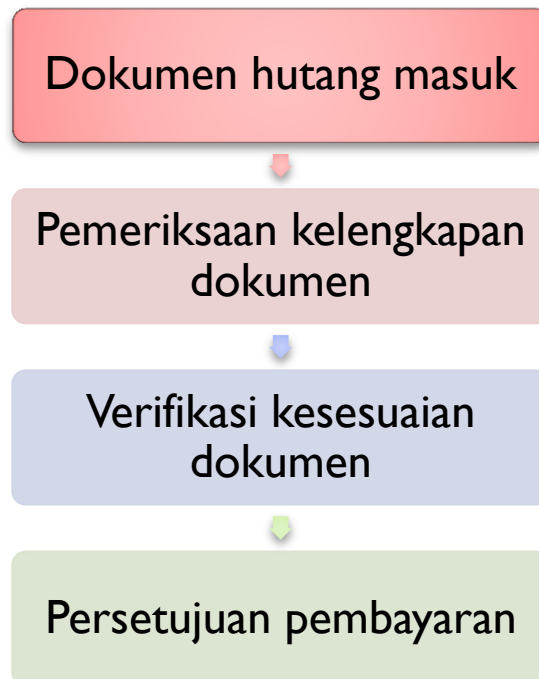 Dokumen hutang masuk
Pemeriksaan kelengkapan
dokumen
Verifikasi kesesuaian
dokumen
Persetujuan pembayaran